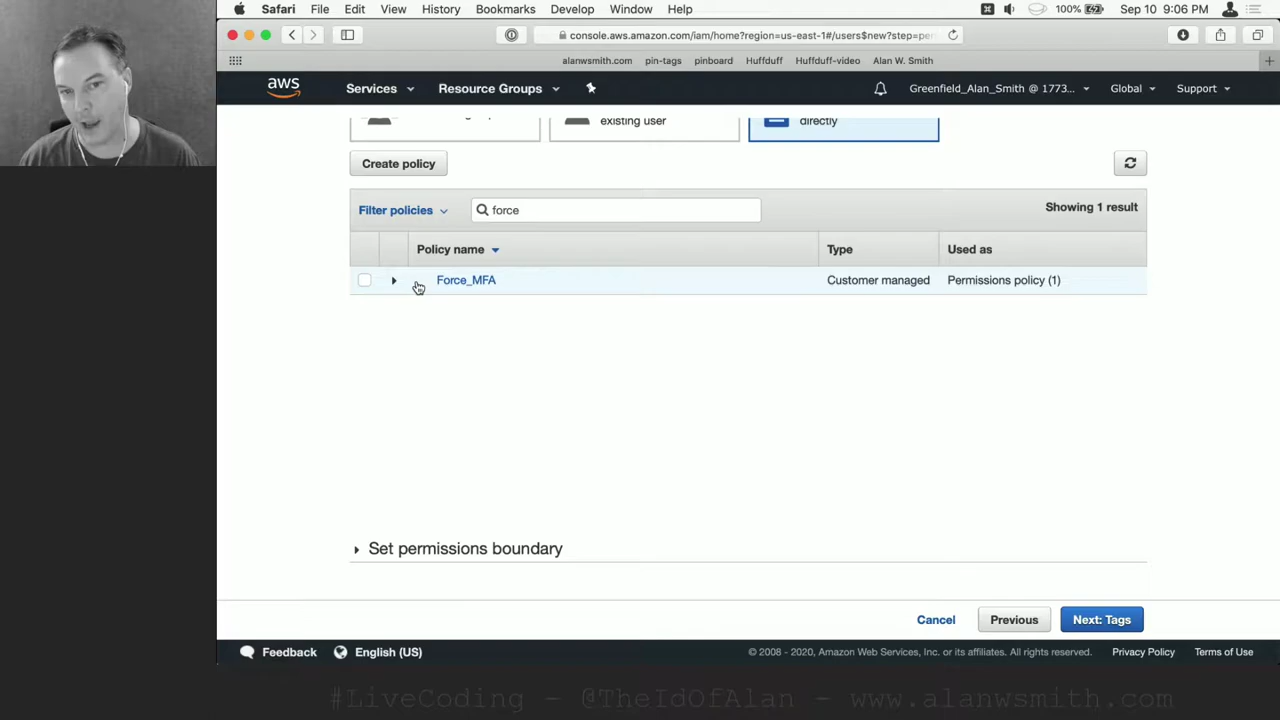 Safari File Edit View History Bookmarks Develop Window Help 100% Sep 10 9:06 PM
console.aws.amazon.com/iam/home?region=us-east-1#/users$new?step=per
alanwsmith.com pin-tags pinboard Huffduff Huffduff-video Alan W. Smith
aws Services Resource Groups Greenfield_Alan_Smith @ 1773... Global Support
existing user directly
Create policy
Filter policies force Showing 1 result
Policy name Type Used as
Force_MFA Customer managed Permissions policy (1)
Set permissions boundary
Cancel Previous Next: Tags
Feedback English (US) © 2008 - 2020, Amazon Web Services, Inc. or its affiliates. All rights reserved. Privacy Policy Terms of Use
#LiveCoding - @TheIdOfAlan - www.alanwsmith.com